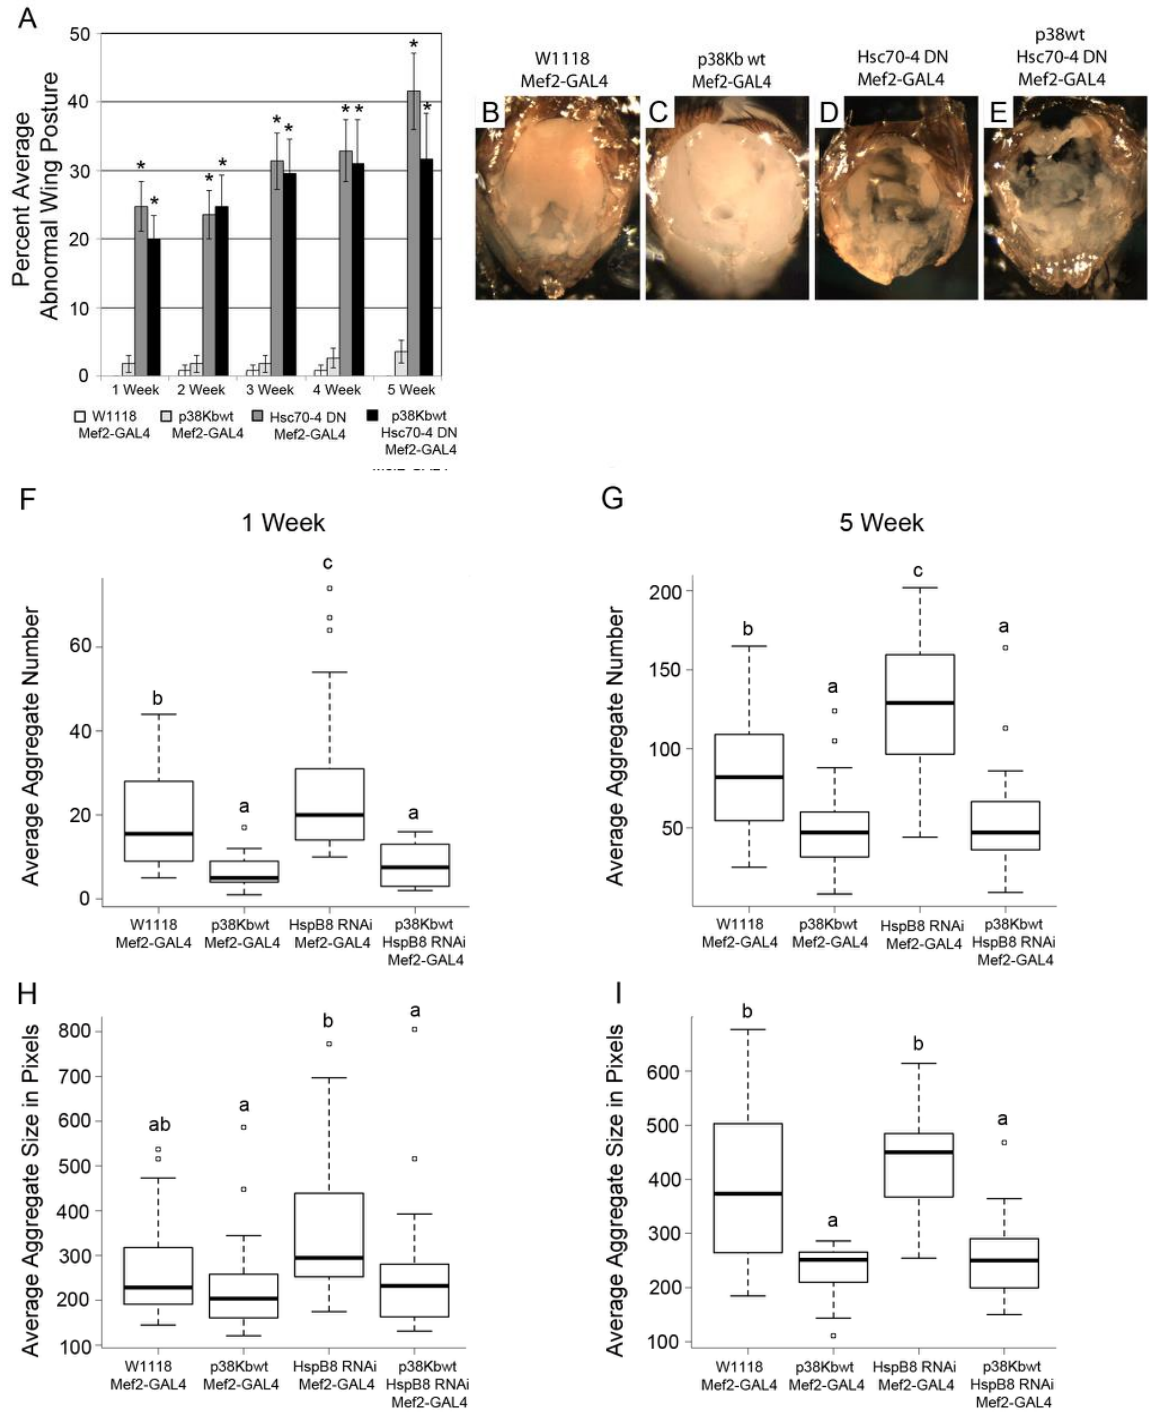 A
50
40
30
20
10
0
Percent Average
Abnormal Wing Posture
* * * * * * * * * *
1 Week 2 Week 3 Week 4 Week 5 Week
W1118
Mef2-GAL4
p38Kbwt
Mef2-GAL4
Hsc70-4 DN
Mef2-GAL4
p38Kbwt
Hsc70-4 DN
Mef2-GAL4
W1118
Mef2-GAL4
p38Kb wt
Mef2-GAL4
Hsc70-4 DN
Mef2-GAL4
p38wt
Hsc70-4 DN
Mef2-GAL4
B
C
D
E
F
1 Week
Average Aggregate Number
60
40
20
0
b
a
c
a
W1118
Mef2-GAL4
p38Kbwt
Mef2-GAL4
HspB8 RNAi
Mef2-GAL4
p38Kbwt
HspB8 RNAi
Mef2-GAL4
G
5 Week
Average Aggregate Number
200
150
100
50
b
a
c
a
W1118
Mef2-GAL4
p38Kbwt
Mef2-GAL4
HspB8 RNAi
Mef2-GAL4
p38Kbwt
HspB8 RNAi
Mef2-GAL4
H
Average Aggregate Size in Pixels
800
700
600
500
400
300
200
100
ab
a
b
a
W1118
Mef2-GAL4
p38Kbwt
Mef2-GAL4
HspB8 RNAi
Mef2-GAL4
p38Kbwt
HspB8 RNAi
Mef2-GAL4
I
Average Aggregate Size in Pixels
600
500
400
300
200
100
b
a
b
a
W1118
Mef2-GAL4
p38Kbwt
Mef2-GAL4
HspB8 RNAi
Mef2-GAL4
p38Kbwt
HspB8 RNAi
Mef2-GAL4